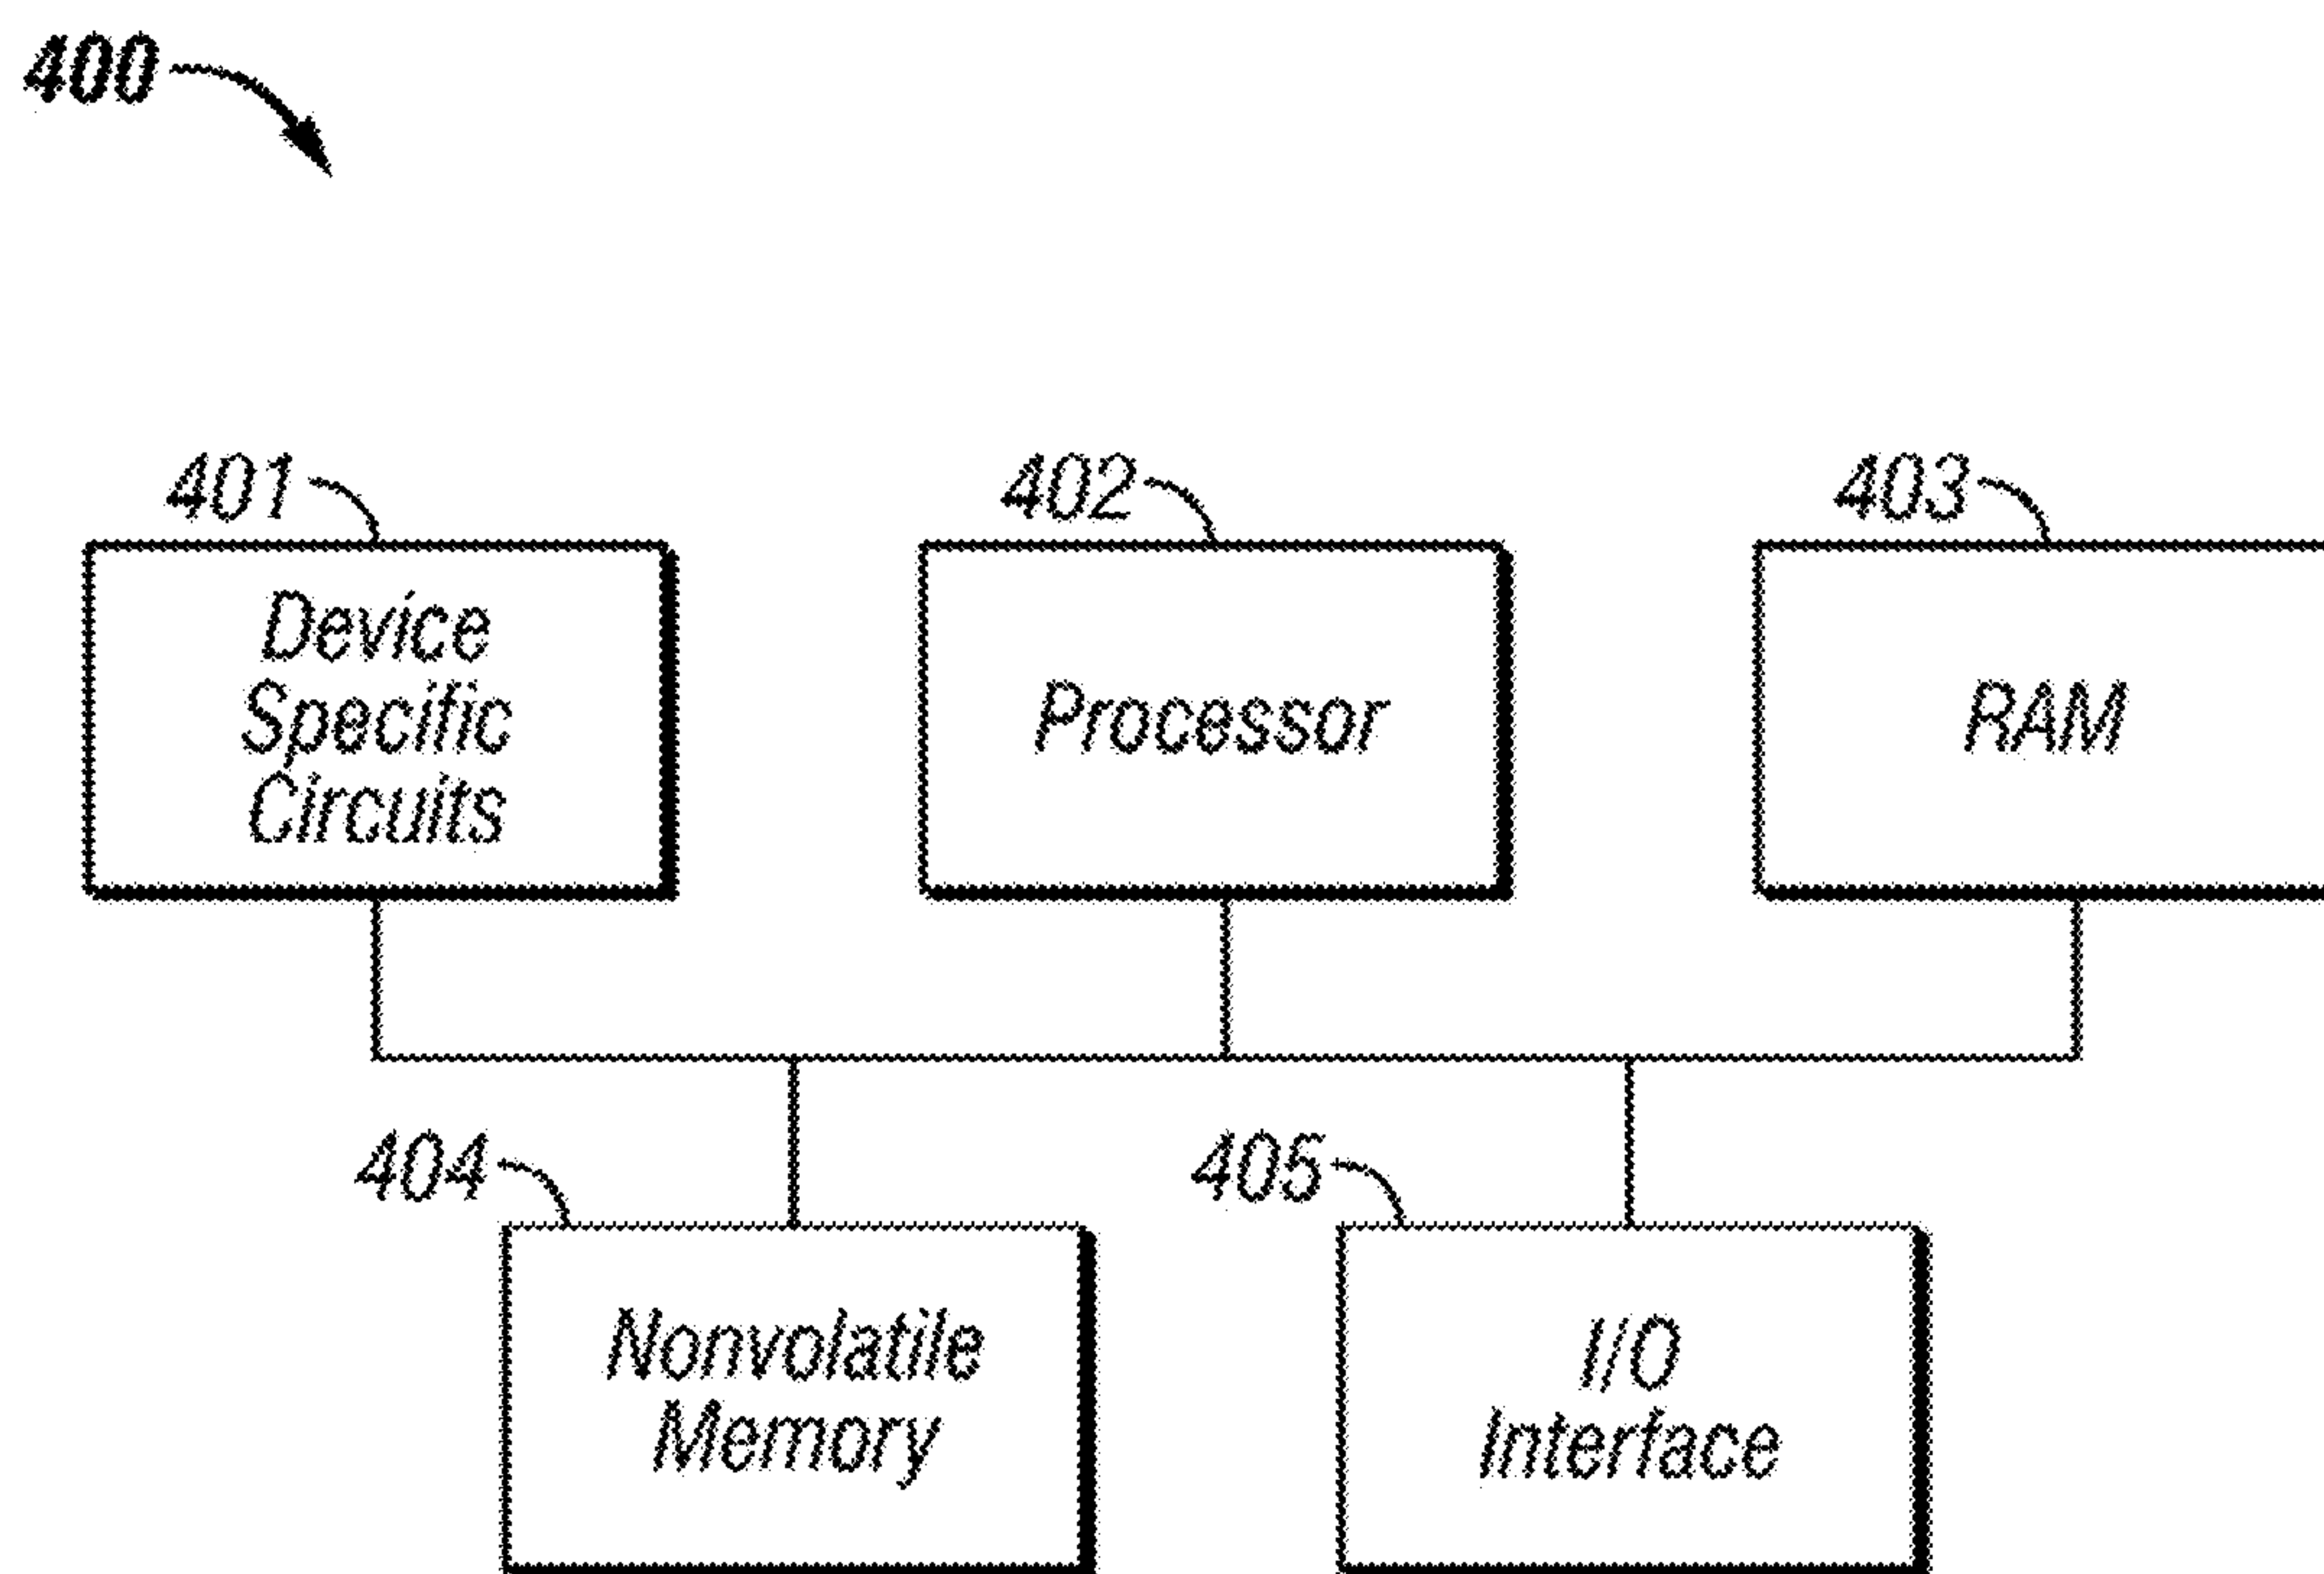 400
401
402
403
Device
Specific
Circuits
Processor
RAM
404
405
Nonvolatile
Memory
I/O
Interface